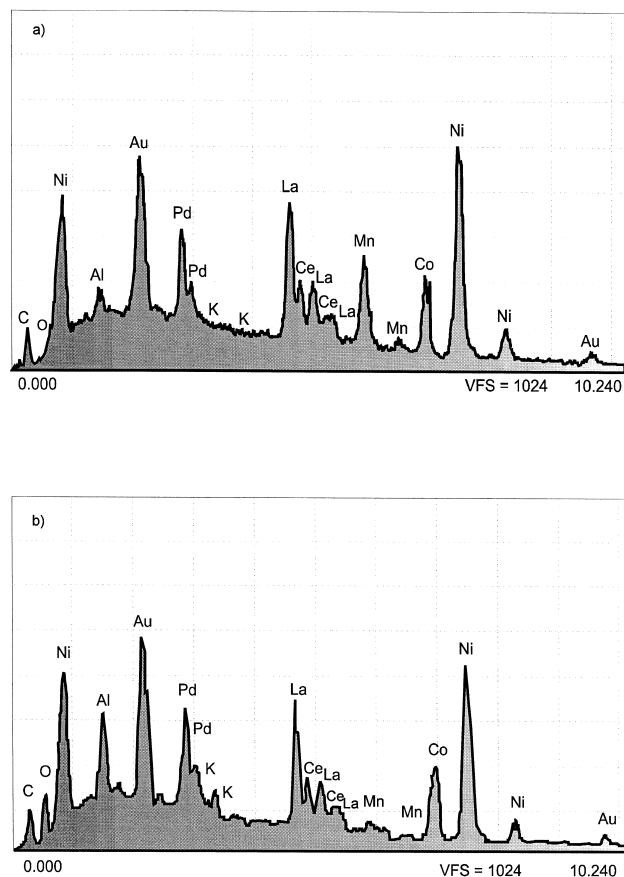 a)
Ni
Au
Ni
La
Pd
Mn
Al
Pd
Ce
La
Co
C
O
K
K
Ce
La
Mn
Ni
Au
0.000
VFS = 1024
10.240
b)
Au
Ni
Ni
Al
Pd
La
O
Pd
Co
C
K
K
Ce
La
Ce
La
Mn
Mn
Ni
Au
0.000
VFS = 1024
10.240